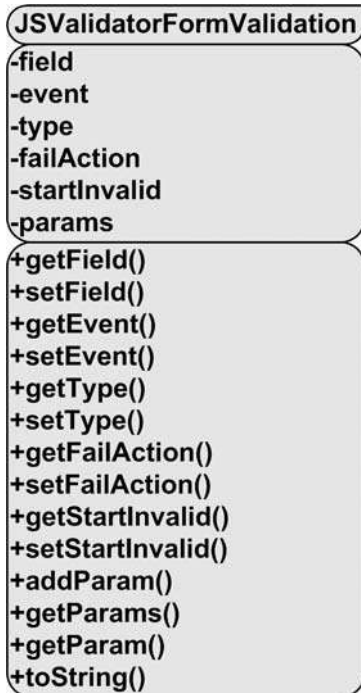 JSValidatorFormValidation
-field
-event
-type
-failAction
-startInvalid
-params
+getField()
+setField()
+getEvent()
+setEvent()
+getType()
+setType()
+getFailAction()
+setFailAction()
+getStartInvalid()
+setStartInvalid()
+addParam()
+getParams()
+getParam()
+toString()